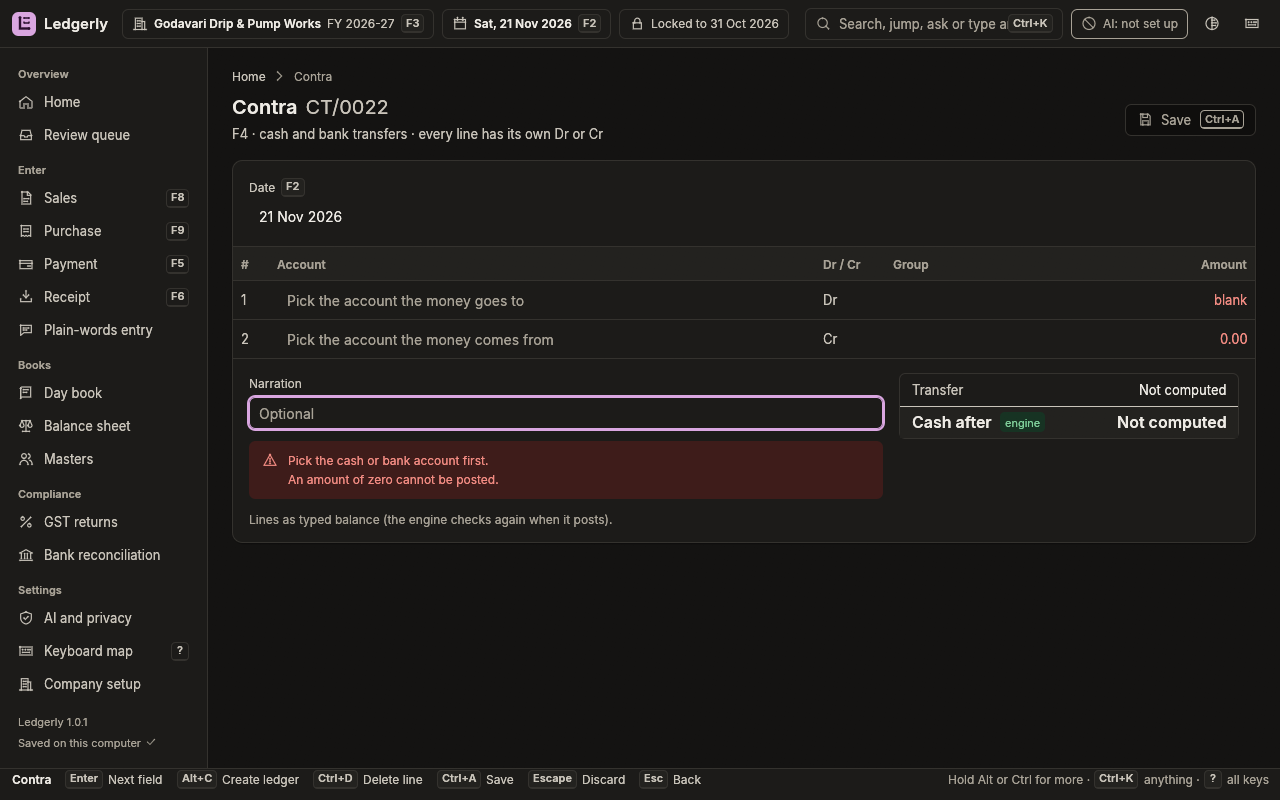 Ledgerly
Godavari Drip & Pump Works FY 2026-27 F3
Sat, 21 Nov 2026 F2
Locked to 31 Oct 2026
Search, jump, ask or type a Ctrl+K
AI: not set up
Overview
Home
Review queue
Enter
Sales F8
Purchase F9
Payment F5
Receipt F6
Plain-words entry
Books
Day book
Balance sheet
Masters
Compliance
GST returns
Bank reconciliation
Settings
AI and privacy
Keyboard map ?
Company setup
Ledgerly 1.0.1
Saved on this computer
Home Contra
Contra CT/0022
F4 · cash and bank transfers · every line has its own Dr or Cr
Save Ctrl+A
Date F2
21 Nov 2026
# Account Dr / Cr Group Amount
1 Pick the account the money goes to Dr blank
2 Pick the account the money comes from Cr 0.00
Narration
Optional
Pick the cash or bank account first.
An amount of zero cannot be posted.
Lines as typed balance (the engine checks again when it posts).
Transfer Not computed
Cash after engine Not computed
Contra Enter Next field Alt+C Create ledger Ctrl+D Delete line Ctrl+A Save Escape Discard Esc Back
Hold Alt or Ctrl for more · Ctrl+K anything · ? all keys